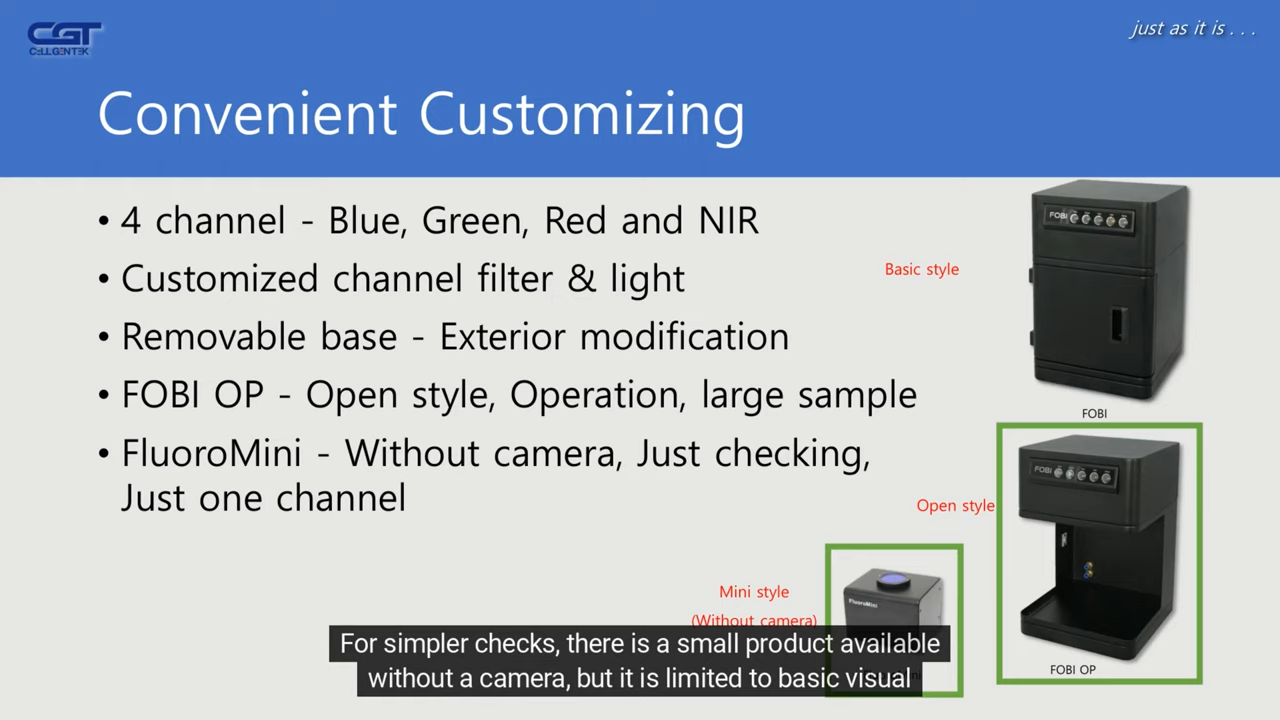 CGT
CELLGENTEK
just as it is . . .
Convenient Customizing
• 4 channel - Blue, Green, Red and NIR
• Customized channel filter & light
• Removable base - Exterior modification
• FOBI OP - Open style, Operation, large sample
• FluoroMini - Without camera, Just checking,
Just one channel
Basic style
FOBI
FOBI
Open style
FOBI
FOBI OP
Mini style
(Without camera)
FluoroMini
For simpler checks, there is a small product available
without a camera, but it is limited to basic visual